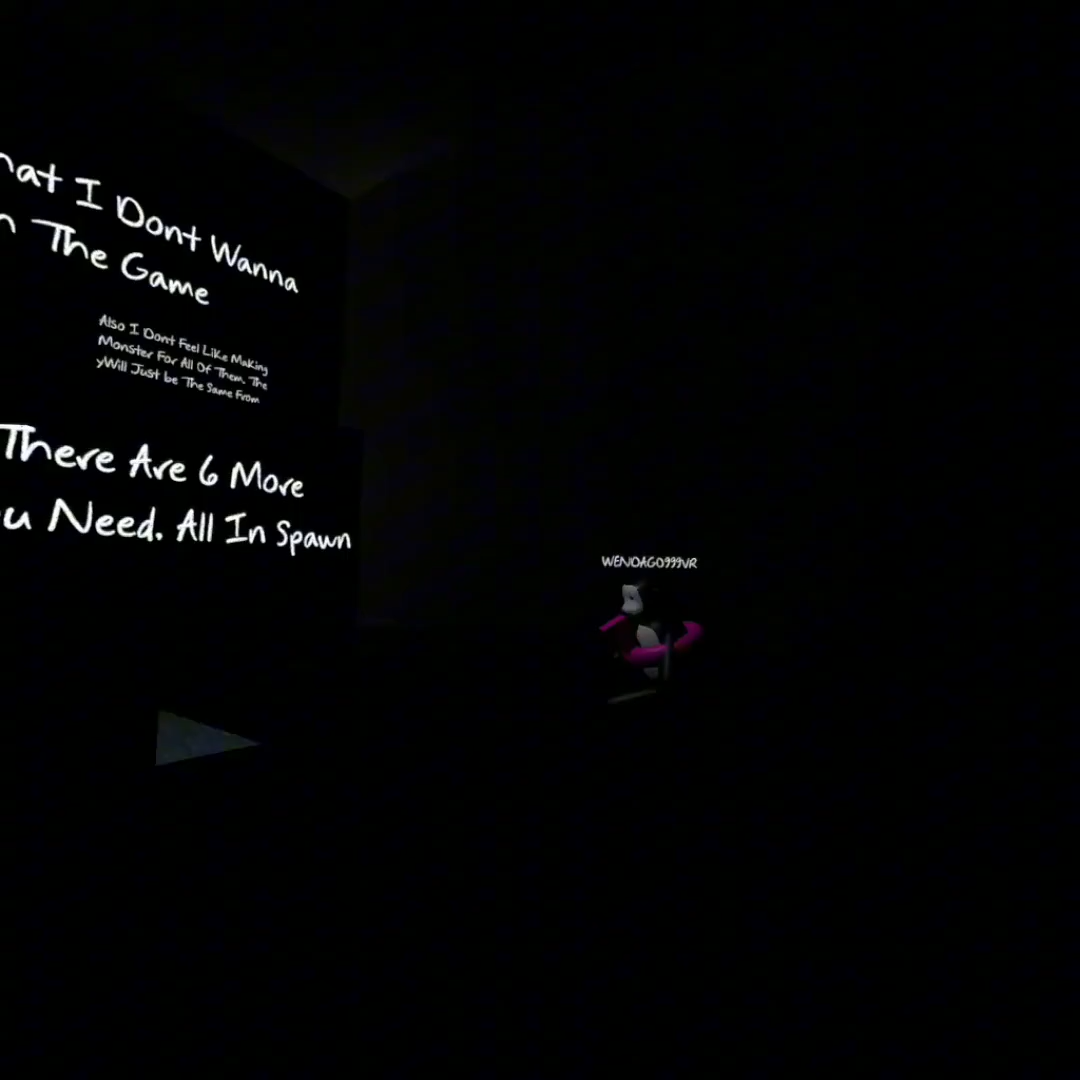 I Dont Wanna
The Game
Also I Dont Feel Like Making
Monster For All Of Them. The
yWill Just be The Same From
There Are 6 More
Need. All In Spawn
WENDAGO999VR